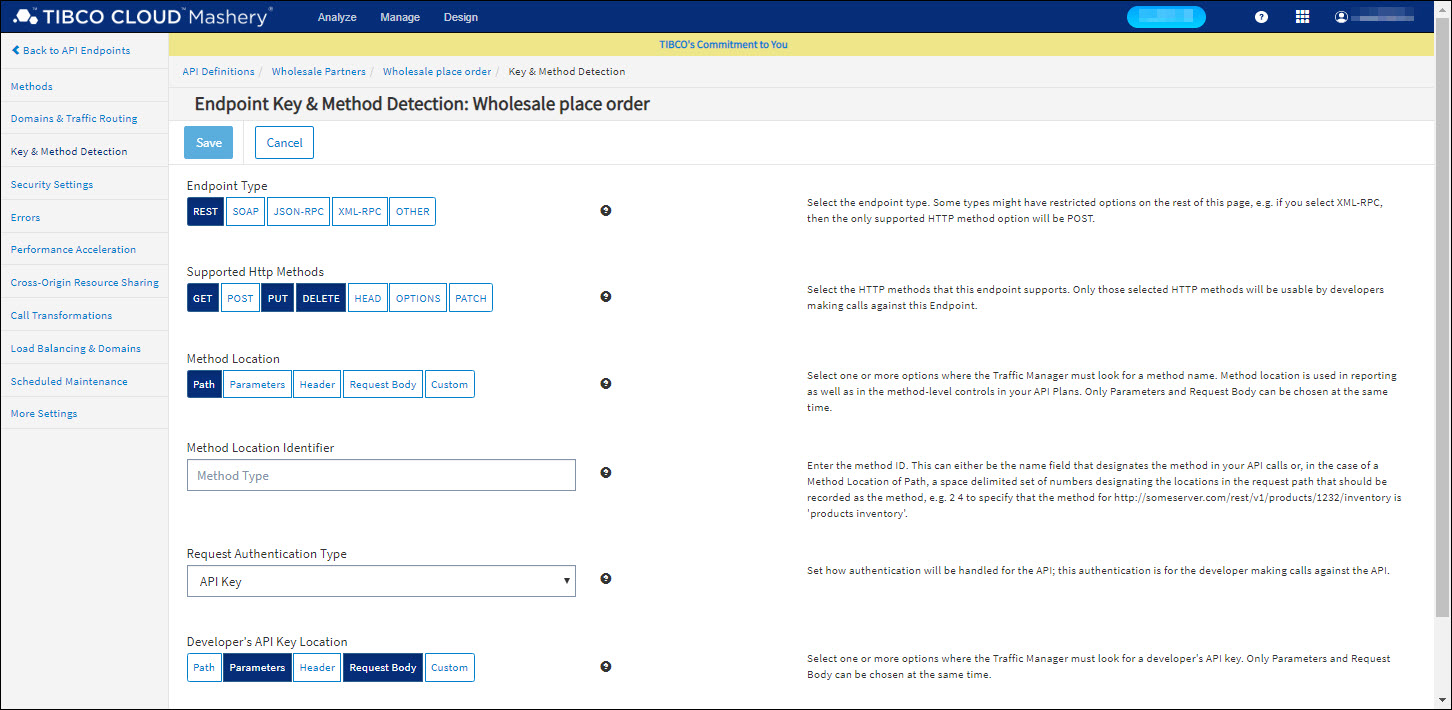 TIBCO CLOUD™ Mashery®
Analyze Manage Design
Back to API Endpoints
TIBCO's Commitment to You
API Definitions / Wholesale Partners / Wholesale place order / Key & Method Detection
Methods
Domains & Traffic Routing
Key & Method Detection
Security Settings
Errors
Performance Acceleration
Cross-Origin Resource Sharing
Call Transformations
Load Balancing & Domains
Scheduled Maintenance
More Settings
Endpoint Key & Method Detection: Wholesale place order
Save Cancel
Endpoint Type
REST SOAP JSON-RPC XML-RPC OTHER
Select the endpoint type. Some types might have restricted options on the rest of this page, e.g. if you select XML-RPC,
then the only supported HTTP method option will be POST.
Supported Http Methods
GET POST PUT DELETE HEAD OPTIONS PATCH
Select the HTTP methods that this endpoint supports. Only those selected HTTP methods will be usable by developers
making calls against this Endpoint.
Method Location
Path Parameters Header Request Body Custom
Select one or more options where the Traffic Manager must look for a method name. Method location is used in reporting
as well as in the method-level controls in your API Plans. Only Parameters and Request Body can be chosen at the same
time.
Method Location Identifier
Method Type
Enter the method ID. This can either be the name field that designates the method in your API calls or, in the case of a
Method Location of Path, a space delimited set of numbers designating the locations in the request path that should be
recorded as the method, e.g. 2 4 to specify that the method for http://someserver.com/rest/v1/products/1232/inventory is
'products inventory'.
Request Authentication Type
API Key
Set how authentication will be handled for the API; this authentication is for the developer making calls against the API.
Developer's API Key Location
Path Parameters Header Request Body Custom
Select one or more options where the Traffic Manager must look for a developer's API key. Only Parameters and Request
Body can be chosen at the same time.